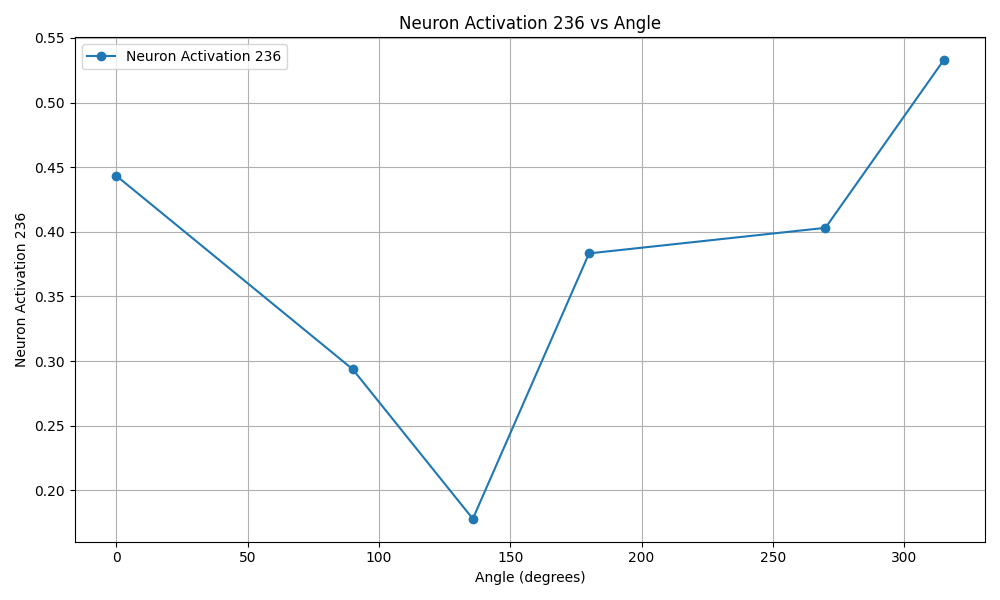 Neuron Activation 236 vs Angle
Neuron Activation 236
0.55
0.50
0.45
0.40
0.35
0.30
0.25
0.20
Neuron Activation 236
0 50 100 150 200 250 300
Angle (degrees)